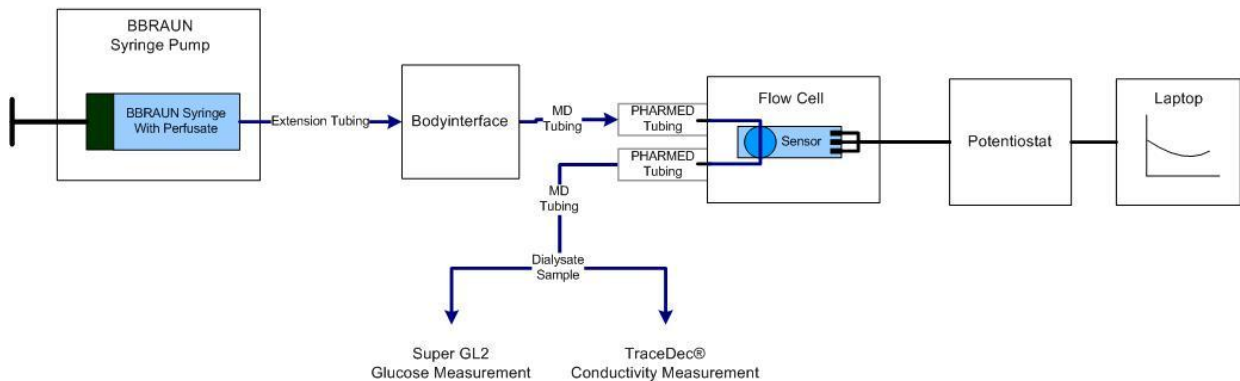 BBRAUN
Syringe Pump
BBRAUN Syringe
With Perfusate
Extension Tubing
Bodyinterface
MD
Tubing
PHARMED
Tubing
PHARMED
Tubing
MD
Tubing
Flow Cell
Sensor
Potentiostat
Laptop
Dialysate
Sample
Super GL2
Glucose Measurement
TraceDec®
Conductivity Measurement